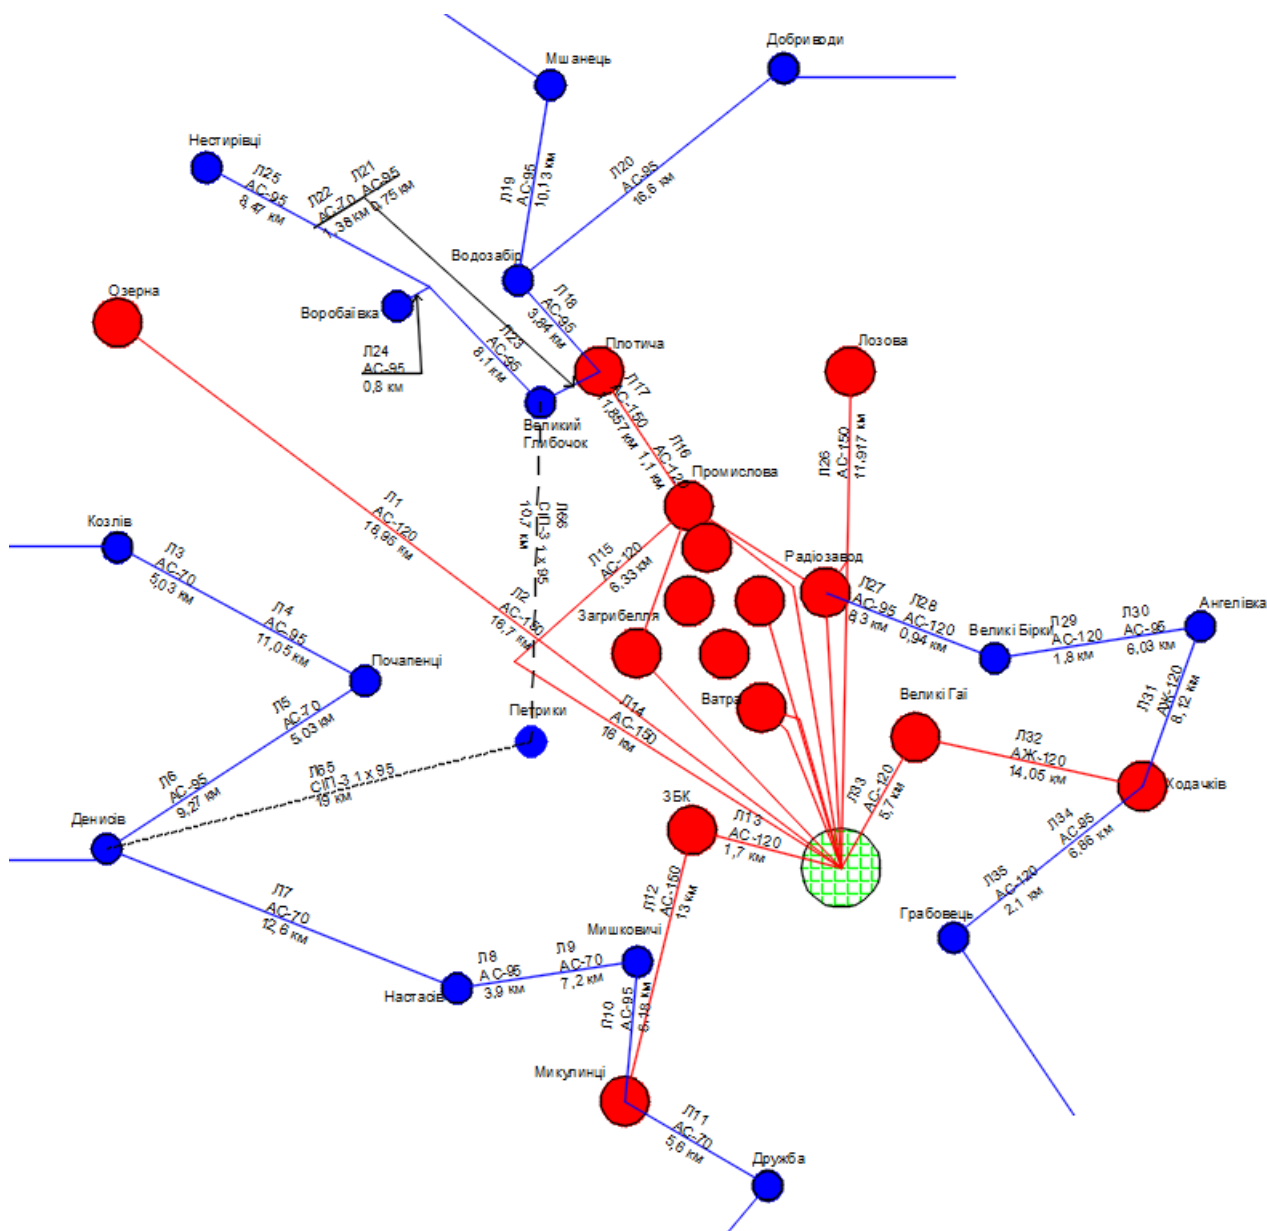 Добриводи
Мшанець
Нестирівці
Л25
АС-95
8,47 км
Л22
АС-70
1,38 км
Л21
АС-95
0,75 км
Л19
АС-95
10,13 км
Л20
АС-95
16,6 км
Водозабір
Озерна
Воробаївка
Л18
АС-95
3,84 км
Л23
АС-95
8,1 км
Л24
АС-95
0,8 км
Плотича
Лозова
Л17
АС-150
11,857 км
Л16
АС-120
1,1 км
Великий
Глибочок
Промислова
Л26
АС-150
11,917 км
Л1
АС-120
18,95 км
Л66
СІП-3 1 х 95
10,7 км
Козлів
Л3
АС-70
5,03 км
Л15
АС-120
6,33 км
Радіозавод
Л27
АС-95
8,3 км
Л28
АС-120
0,94 км
Великі Бірки
Л29
АС-120
1,8 км
Л30
АС-95
6,03 км
Ангелівка
Л2
АС-150
16,7 км
Загрибелля
Л4
АС-95
11,05 км
Почапенці
Л31
АЖ-120
8,12 км
Л5
АС-70
5,03 км
Петрики
Л14
АС-150
16 км
Ватра
Великі Гаї
Л32
АЖ-120
14,05 км
Ходачків
Л6
АС-95
9,27 км
Л65
СІП-3 1 х 95
19 км
Л33
АС-120
5,7 км
ЗБК
Л13
АС-120
1,7 км
Денисів
Л34
АС-95
6,86 км
Л35
АС-120
2,1 км
Грабовець
Л7
АС-70
12,6 км
Л12
АС-150
13 км
Мишковичі
Л8
АС-95
3,9 км
Л9
АС-70
7,2 км
Настасів
Л10
АС-95
6,18 км
Микулинці
Л11
АС-70
5,6 км
Дружба